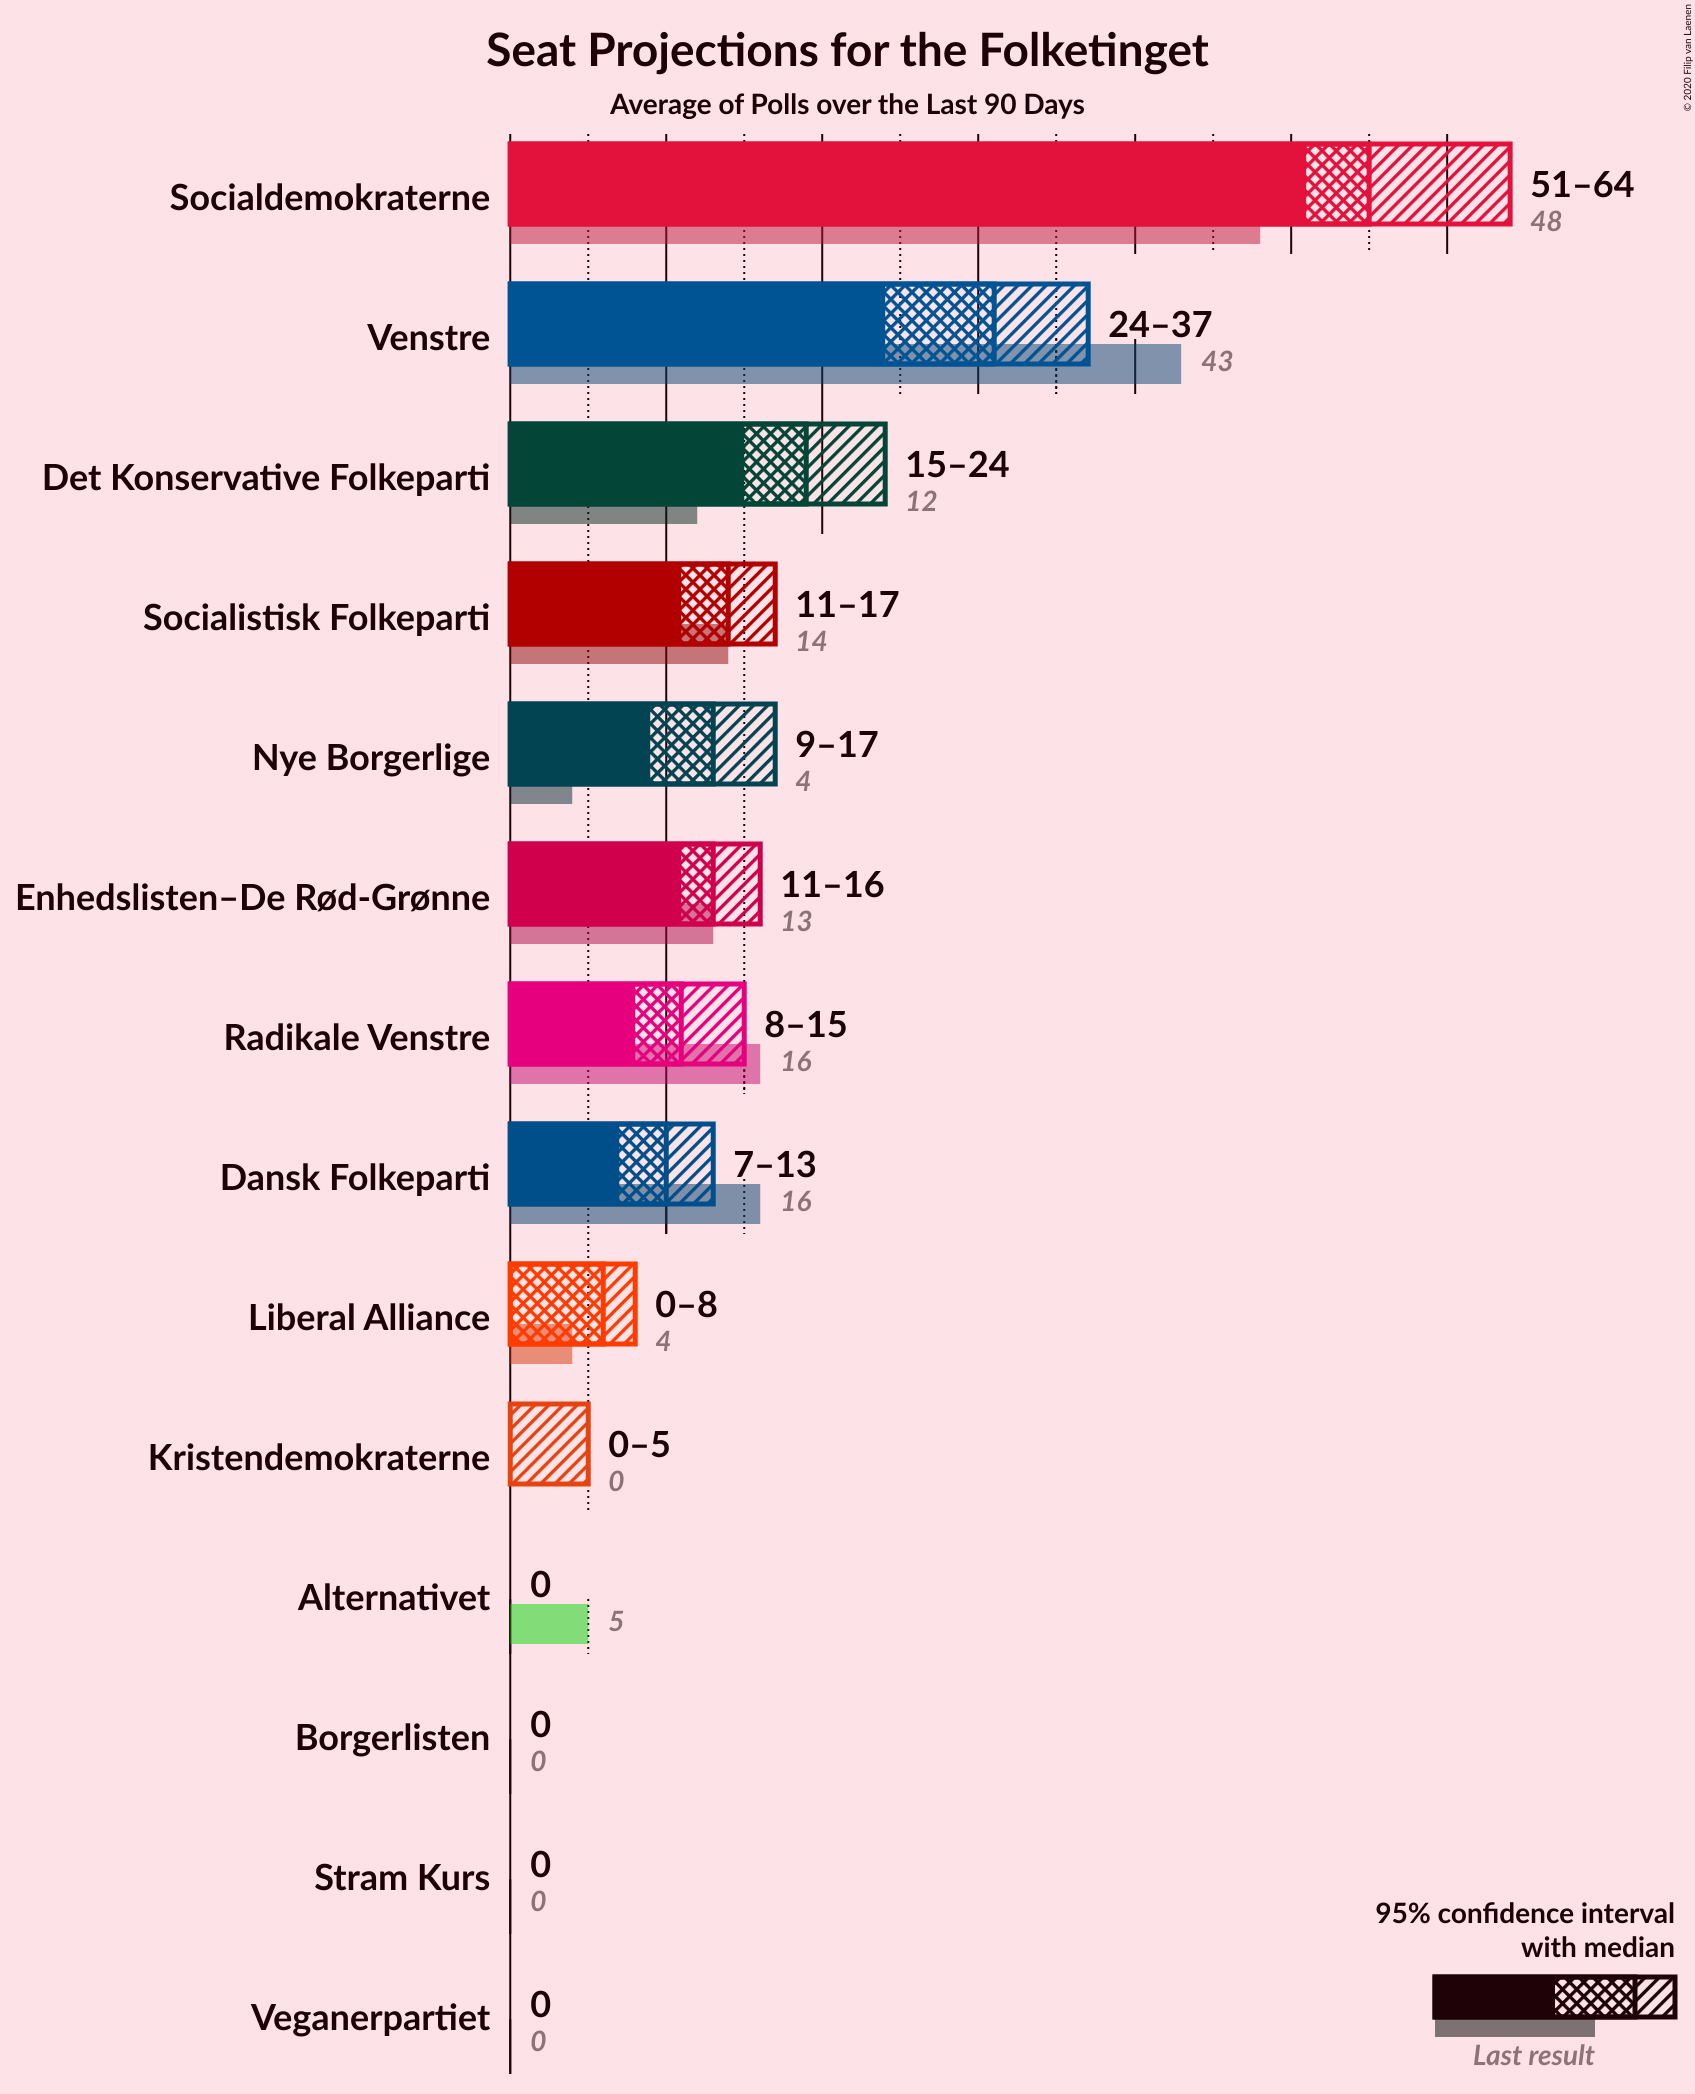 Seat Projections for the Folketinget
Average of Polls over the Last 90 Days
© 2020 Filip van Laenen
Socialdemokraterne
51–64
48
Venstre
24–37
43
Det Konservative Folkeparti
15–24
12
Socialistisk Folkeparti
11–17
14
Nye Borgerlige
9–17
4
Enhedslisten–De Rød-Grønne
11–16
13
Radikale Venstre
8–15
16
Dansk Folkeparti
7–13
16
Liberal Alliance
0–8
4
Kristendemokraterne
0–5
0
Alternativet
0
5
Borgerlisten
0
0
Stram Kurs
0
0
Veganerpartiet
0
0
95% confidence interval
with median
Last result